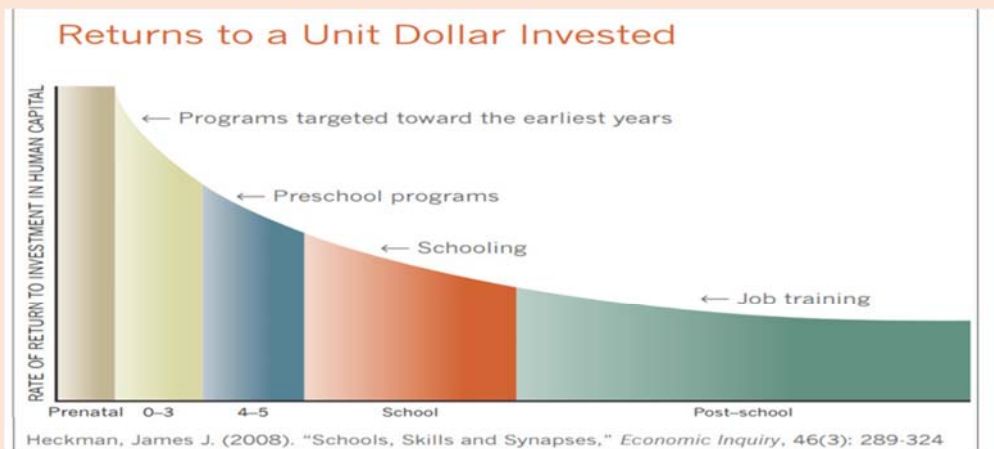 Returns to a Unit Dollar Invested
RATE OF RETURN TO INVESTMENT IN HUMAN CAPITAL
← Programs targeted toward the earliest years
← Preschool programs
← Schooling
← Job training
Prenatal 0–3 4–5 School Post–school
Heckman, James J. (2008). “Schools, Skills and Synapses,” Economic Inquiry, 46(3): 289-324